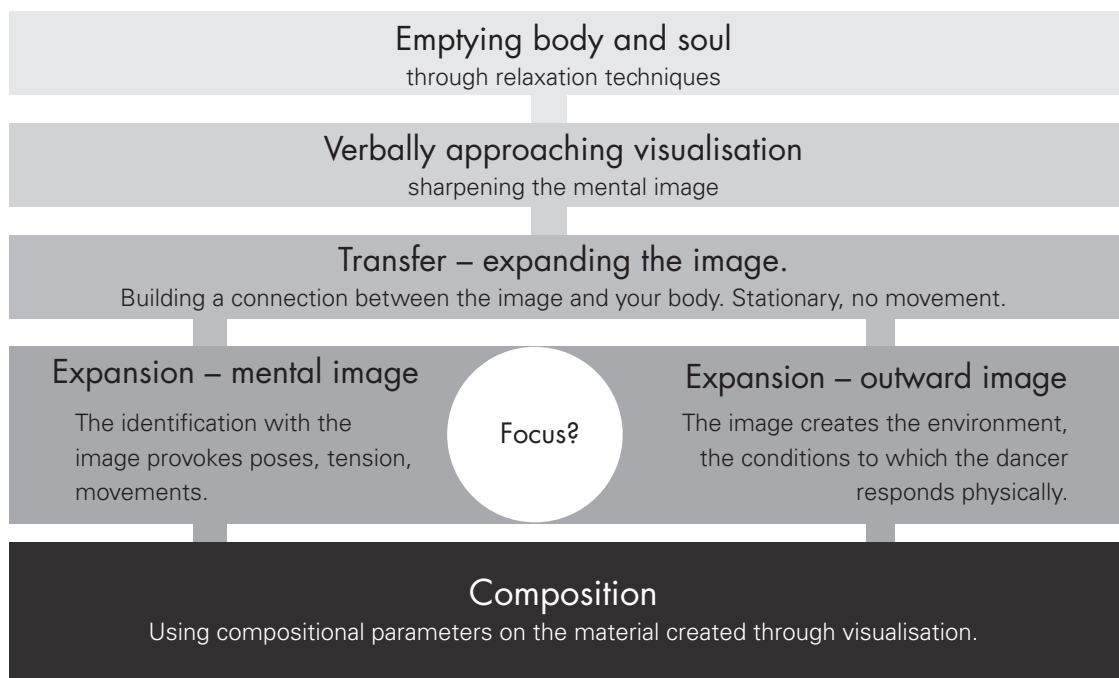 Emptying body and soul
through relaxation techniques
Verbally approaching visualisation
sharpening the mental image
Transfer – expanding the image.
Building a connection between the image and your body. Stationary, no movement.
Expansion – mental image
The identification with the
image provokes poses, tension,
movements.
Focus?
Expansion – outward image
The image creates the environment,
the conditions to which the dancer
responds physically.
Composition
Using compositional parameters on the material created through visualisation.